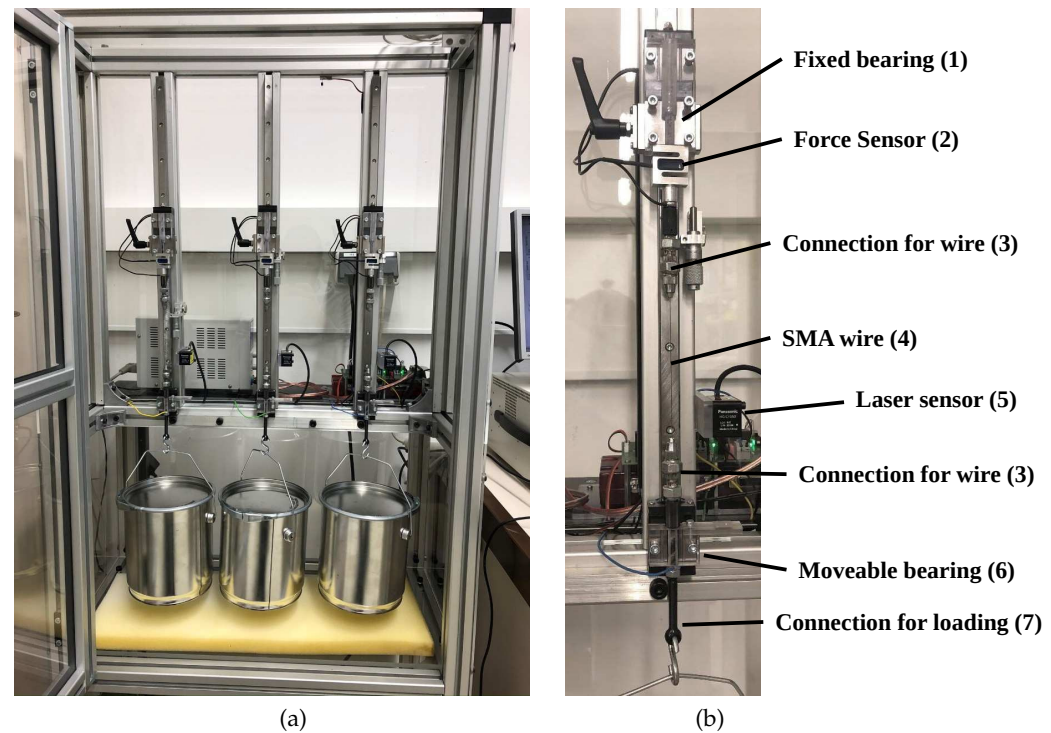 Fixed bearing (1)
Force Sensor (2)
Connection for wire (3)
SMA wire (4)
Laser sensor (5)
Panasonic
Connection for wire (3)
Moveable bearing (6)
Connection for loading (7)
(a)
(b)